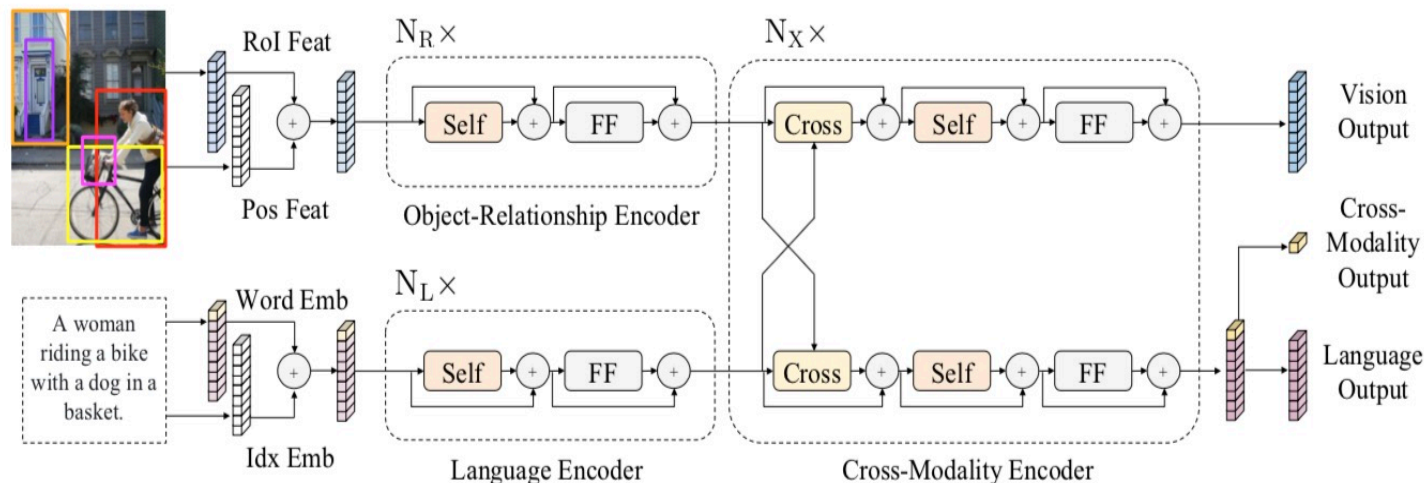 RoI Feat
Pos Feat
N_R ×
Self
+
FF
+
+
Object-Relationship Encoder
N_X ×
Cross
+
Self
+
FF
+
Vision
Output
Cross-
Modality
Output
A woman
riding a bike
with a dog in a
basket.
Word Emb
Idx Emb
+
N_L ×
Self
+
FF
+
Language Encoder
Cross
+
Self
+
FF
+
Cross-Modality Encoder
Language
Output